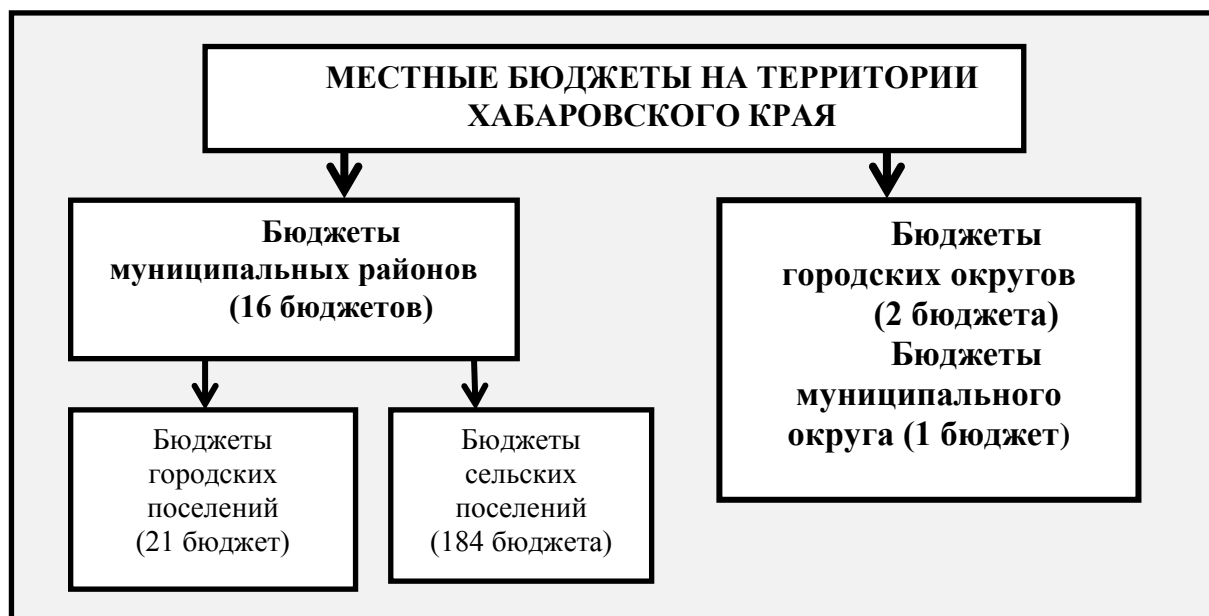 МЕСТНЫЕ БЮДЖЕТЫ НА ТЕРРИТОРИИ
ХАБАРОВСКОГО КРАЯ
Бюджеты
муниципальных районов
(16 бюджетов)
Бюджеты
городских округов
(2 бюджета)
Бюджеты
муниципального
округа (1 бюджет)
Бюджеты
городских
поселений
(21 бюджет)
Бюджеты
сельских
поселений
(184 бюджета)